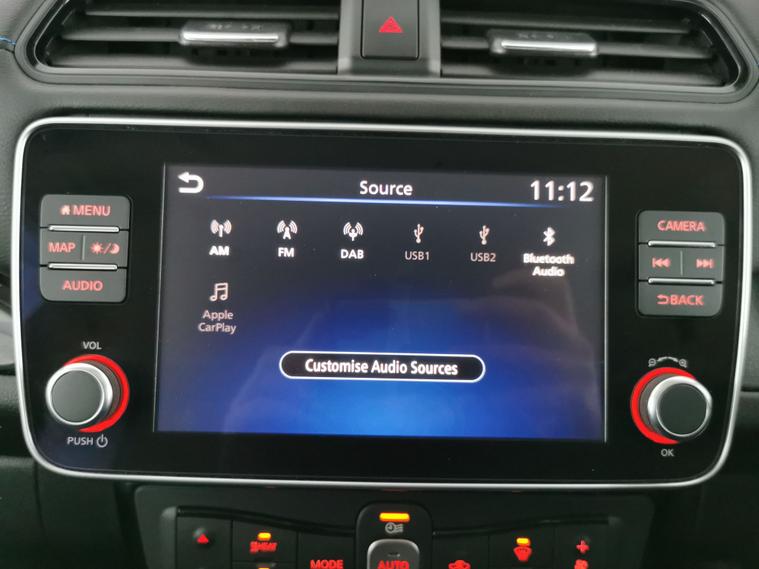 Source 11:12
MENU
MAP
AUDIO
AM FM DAB USB1 USB2 Bluetooth
Audio
Apple
CarPlay
Customise Audio Sources
CAMERA
BACK
VOL
PUSH
OK
HEAT
MODE AUTO